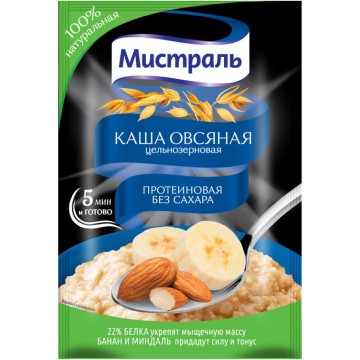 100%
натуральная
Мистраль
КАША ОВСЯНАЯ
цельнозерновая
5 МИН
и ГОТОВО
ПРОТЕИНОВАЯ
БЕЗ САХАРА
22% БЕЛКА укрепят мышечную массу
БАНАН И МИНДАЛЬ придадут силу и тонус